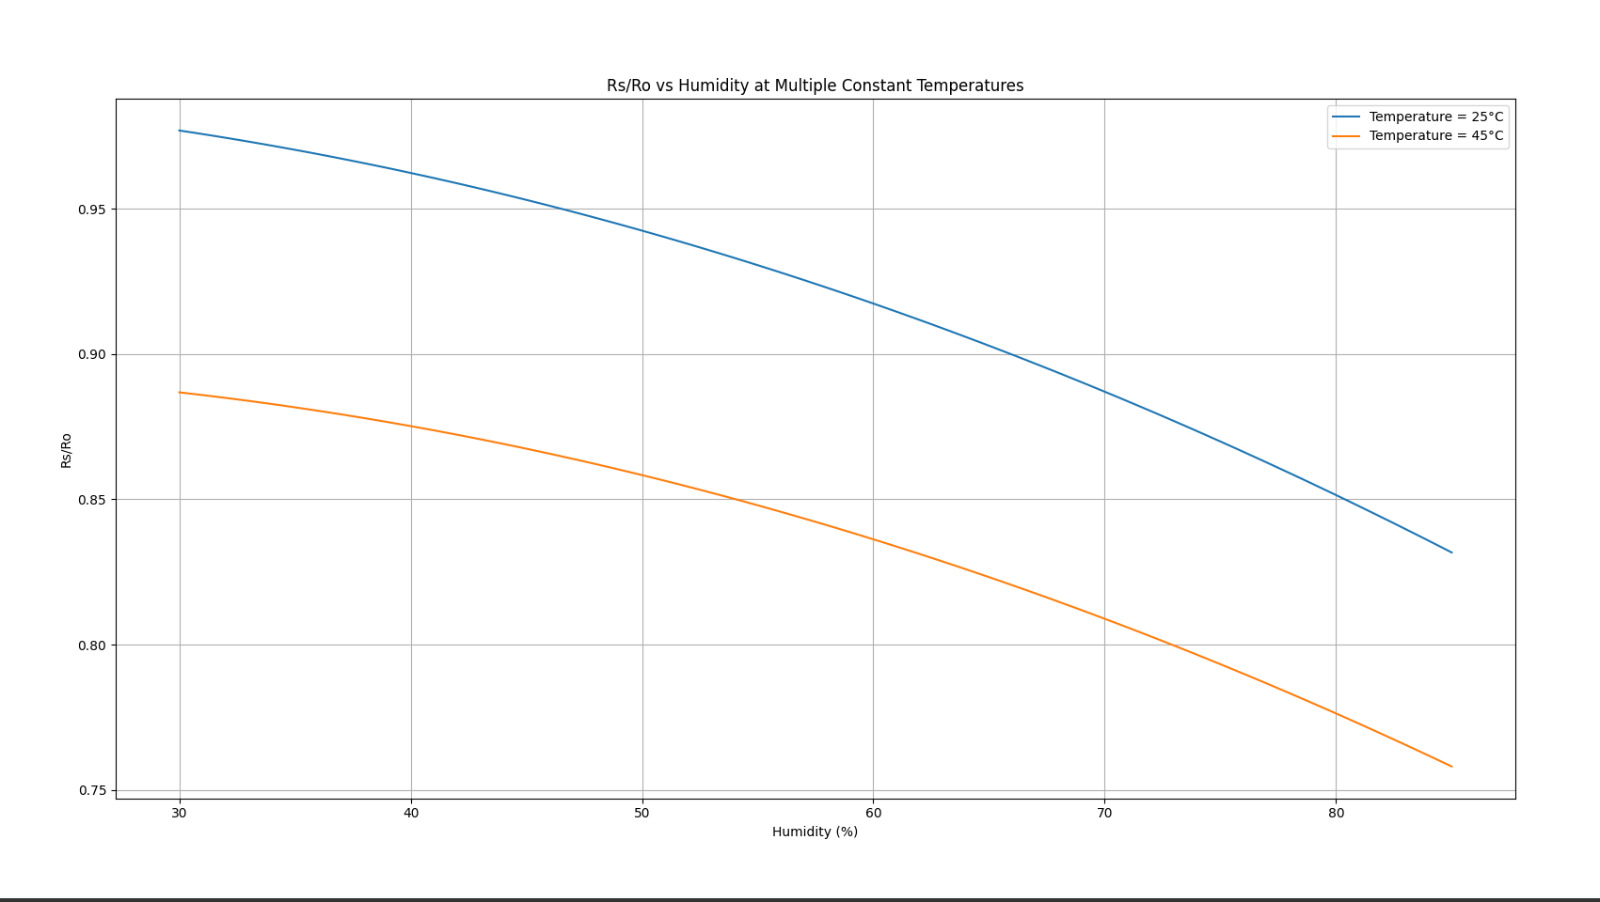 Rs/Ro vs Humidity at Multiple Constant Temperatures
Temperature = 25°C
Temperature = 45°C
0.95
0.90
0.85
0.80
0.75
Rs/Ro
30 40 50 60 70 80
Humidity (%)